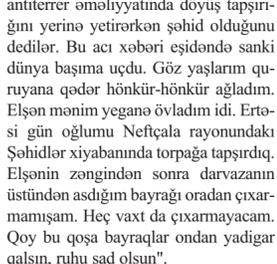 antiterrer əməliyyatında döyüş tapşırı-
ğını yerinə yetirərkən şəhid olduğunu
dedilər. Bu acı xəbəri eşidəndə sanki
dünya başıma uçdu. Göz yaşlarım qu-
ruyana qədər hönkür-hönkür ağladım.
Elşən mənim yeganə övladım idi. Ertə-
si gün oğlumu Neftçala rayonundakı
Şəhidlər xiyabanında torpağa tapşırdıq.
Elşənin zəngindən sonra darvazanın
üstündən asdığım bayrağı oradan çıxar-
mamışam. Heç vaxt da çıxarmayacam.
Qoy bu qoşa bayraqlar ondan yadigar
qalsın, ruhu şad olsun".